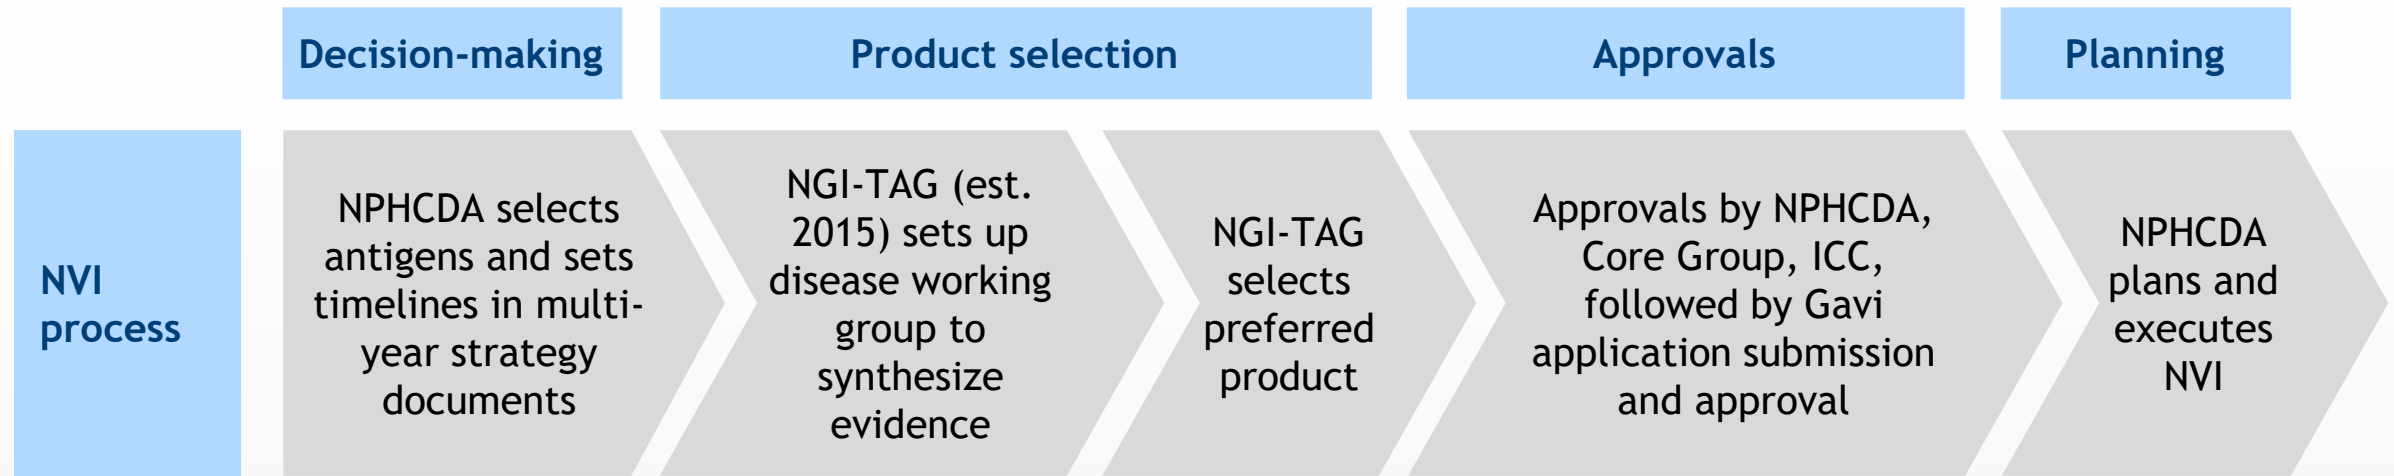 Decision-making
Product selection
Approvals
Planning
NVI
process
NPHCDA selects
antigens and sets
timelines in multi-
year strategy
documents
NGI-TAG (est.
2015) sets up
disease working
group to
synthesize
evidence
NGI-TAG
selects
preferred
product
Approvals by NPHCDA,
Core Group, ICC,
followed by Gavi
application submission
and approval
NPHCDA
plans and
executes
NVI